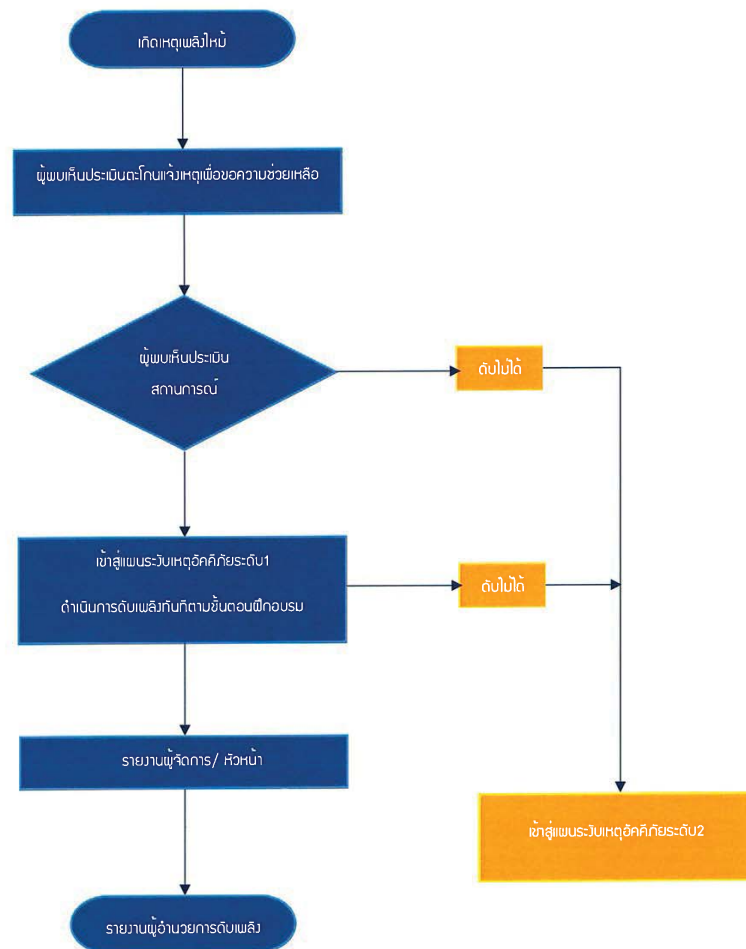 เกิดเหตุเพลิงไหม้
ผู้พบเห็นประเมินตะโกนแจ้งเหตุเพื่อขอความช่วยเหลือ
ผู้พบเห็นประเมิน
สถานการณ์
ดับไม่ได้
เข้าสู่แผนระงับเหตุอัคคีภัยระดับ1
ดำเนินการดับเพลิงทันทีตามขั้นตอนฝึกอบรม
ดับไม่ได้
รายงานผู้จัดการ/ หัวหน้า
เข้าสู่แผนระงับเหตุอัคคีภัยระดับ2
รายงานผู้อำนวยการดับเพลิง